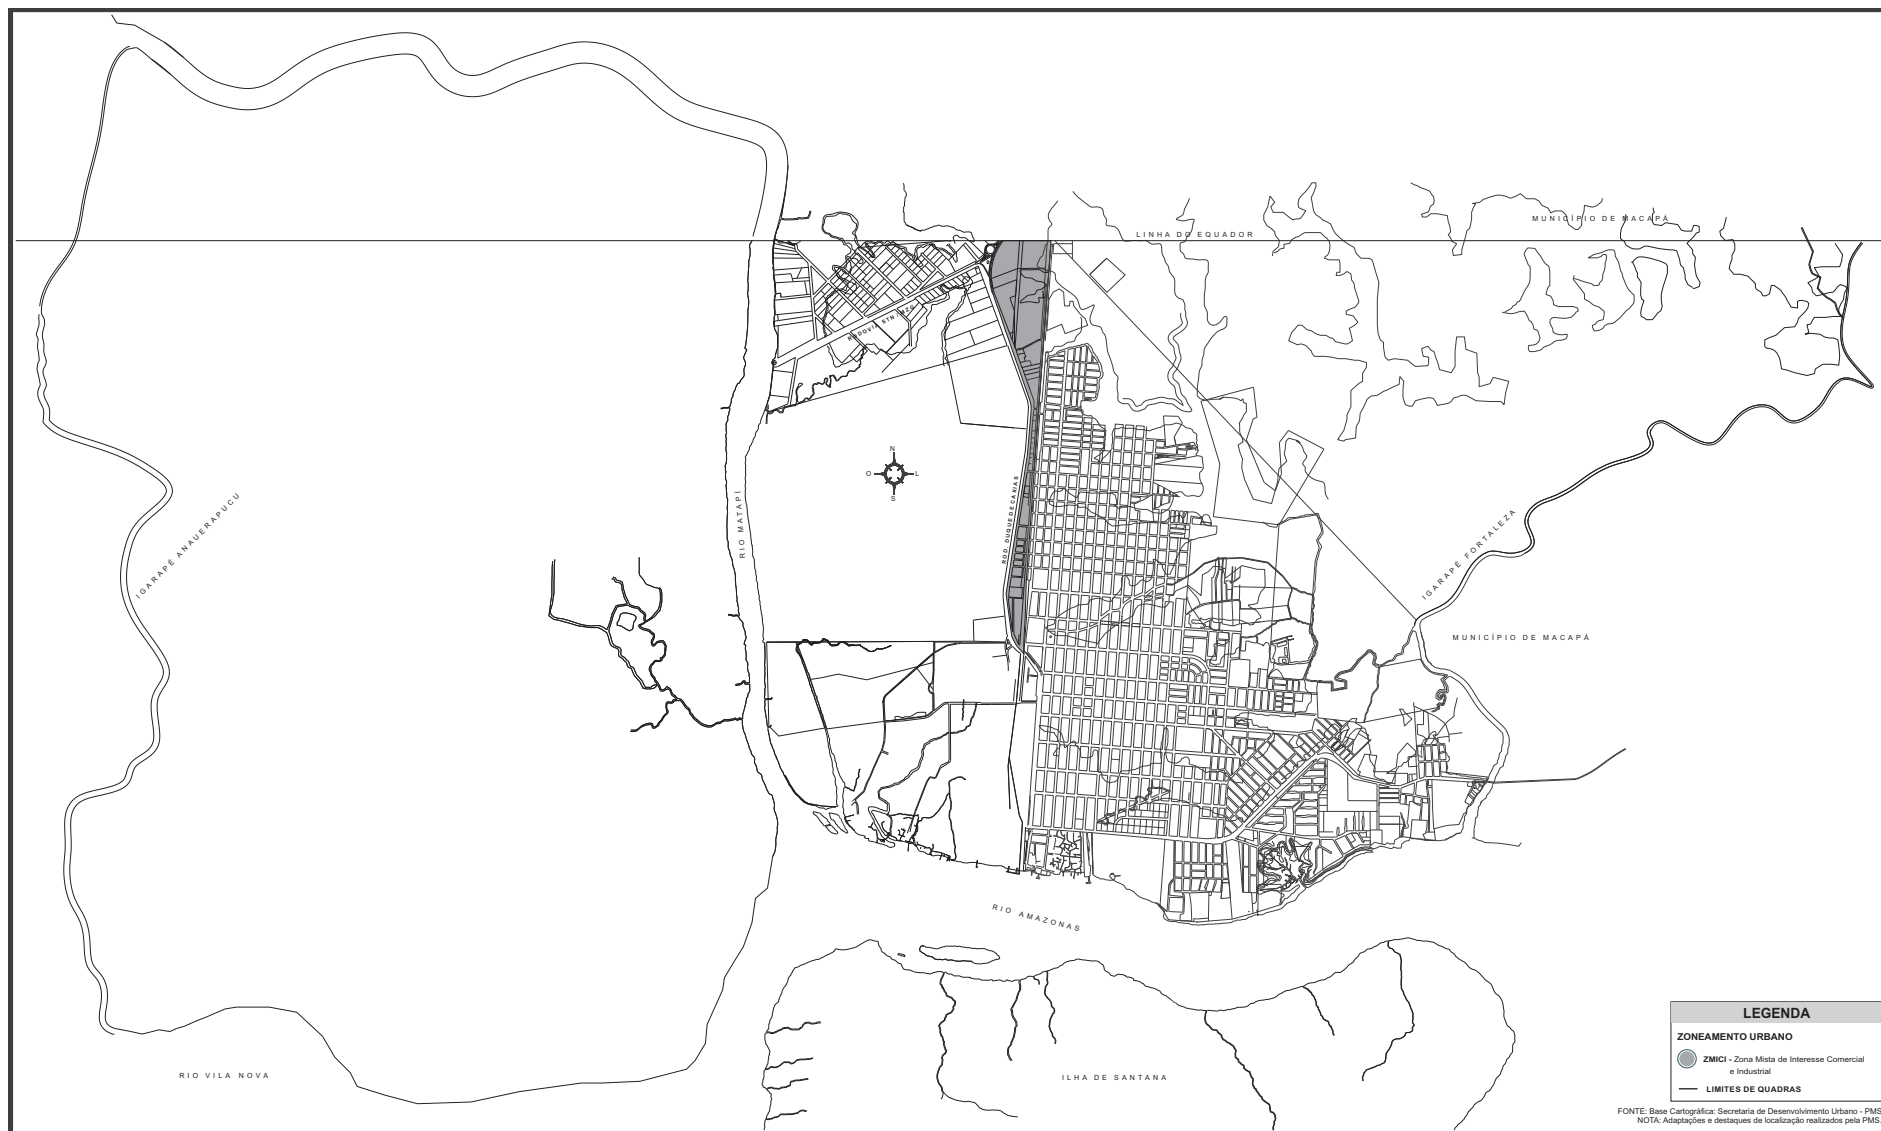 MUNICÍPIO DE MACAPÁ
LINHA DO EQUADOR
RODOVIA STN
N
O
L
S
ROD. DUQUE DE CAXIAS
RIO MATAPÍ
IGARAPÉ ANAUERAPUCU
IGARAPÉ FORTALEZA
MUNICÍPIO DE MACAPÁ
RIO AMAZONAS
RIO VILA NOVA
ILHA DE SANTANA
LEGENDA
ZONEAMENTO URBANO
ZMICI - Zona Mista de Interesse Comercial
e Industrial
LIMITES DE QUADRAS
FONTE: Base Cartográfica: Secretaria de Desenvolvimento Urbano - PMS
NOTA: Adaptações e destaques de localização realizados pela PMS.